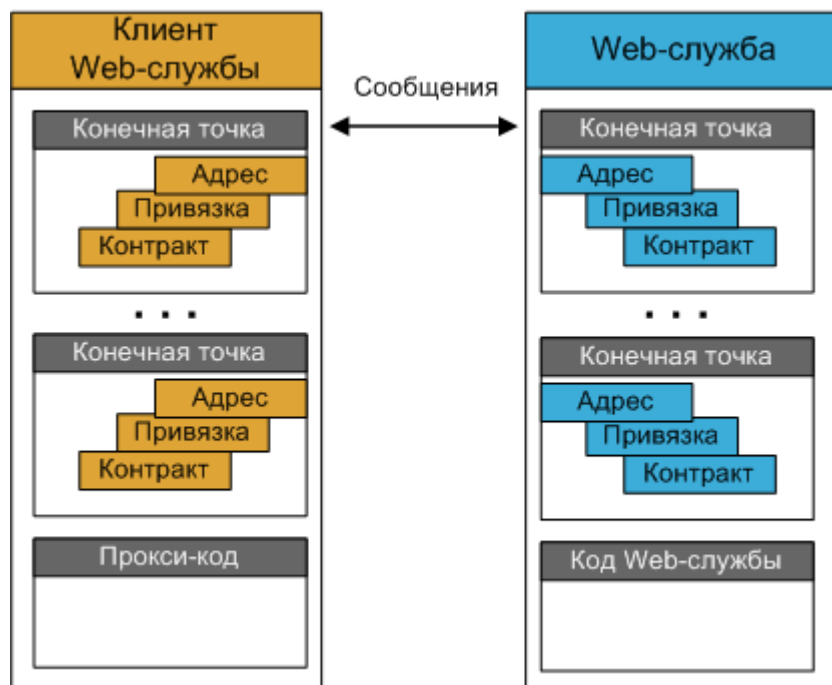 Клиент
Web-службы
Конечная точка
Адрес
Привязка
Контракт
. . .
Конечная точка
Адрес
Привязка
Контракт
Прокси-код
Сообщения
Web-служба
Конечная точка
Адрес
Привязка
Контракт
. . .
Конечная точка
Адрес
Привязка
Контракт
Код Web-службы